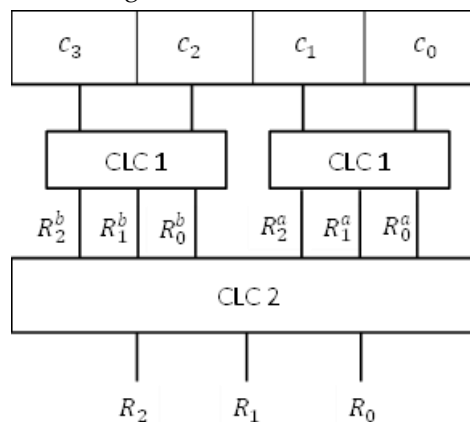 c₃ c₂ c₁ c₀
CLC 1 CLC 1
R₂ᵇ R₁ᵇ R₀ᵇ R₂ᵃ R₁ᵃ R₀ᵃ
CLC 2
R₂ R₁ R₀